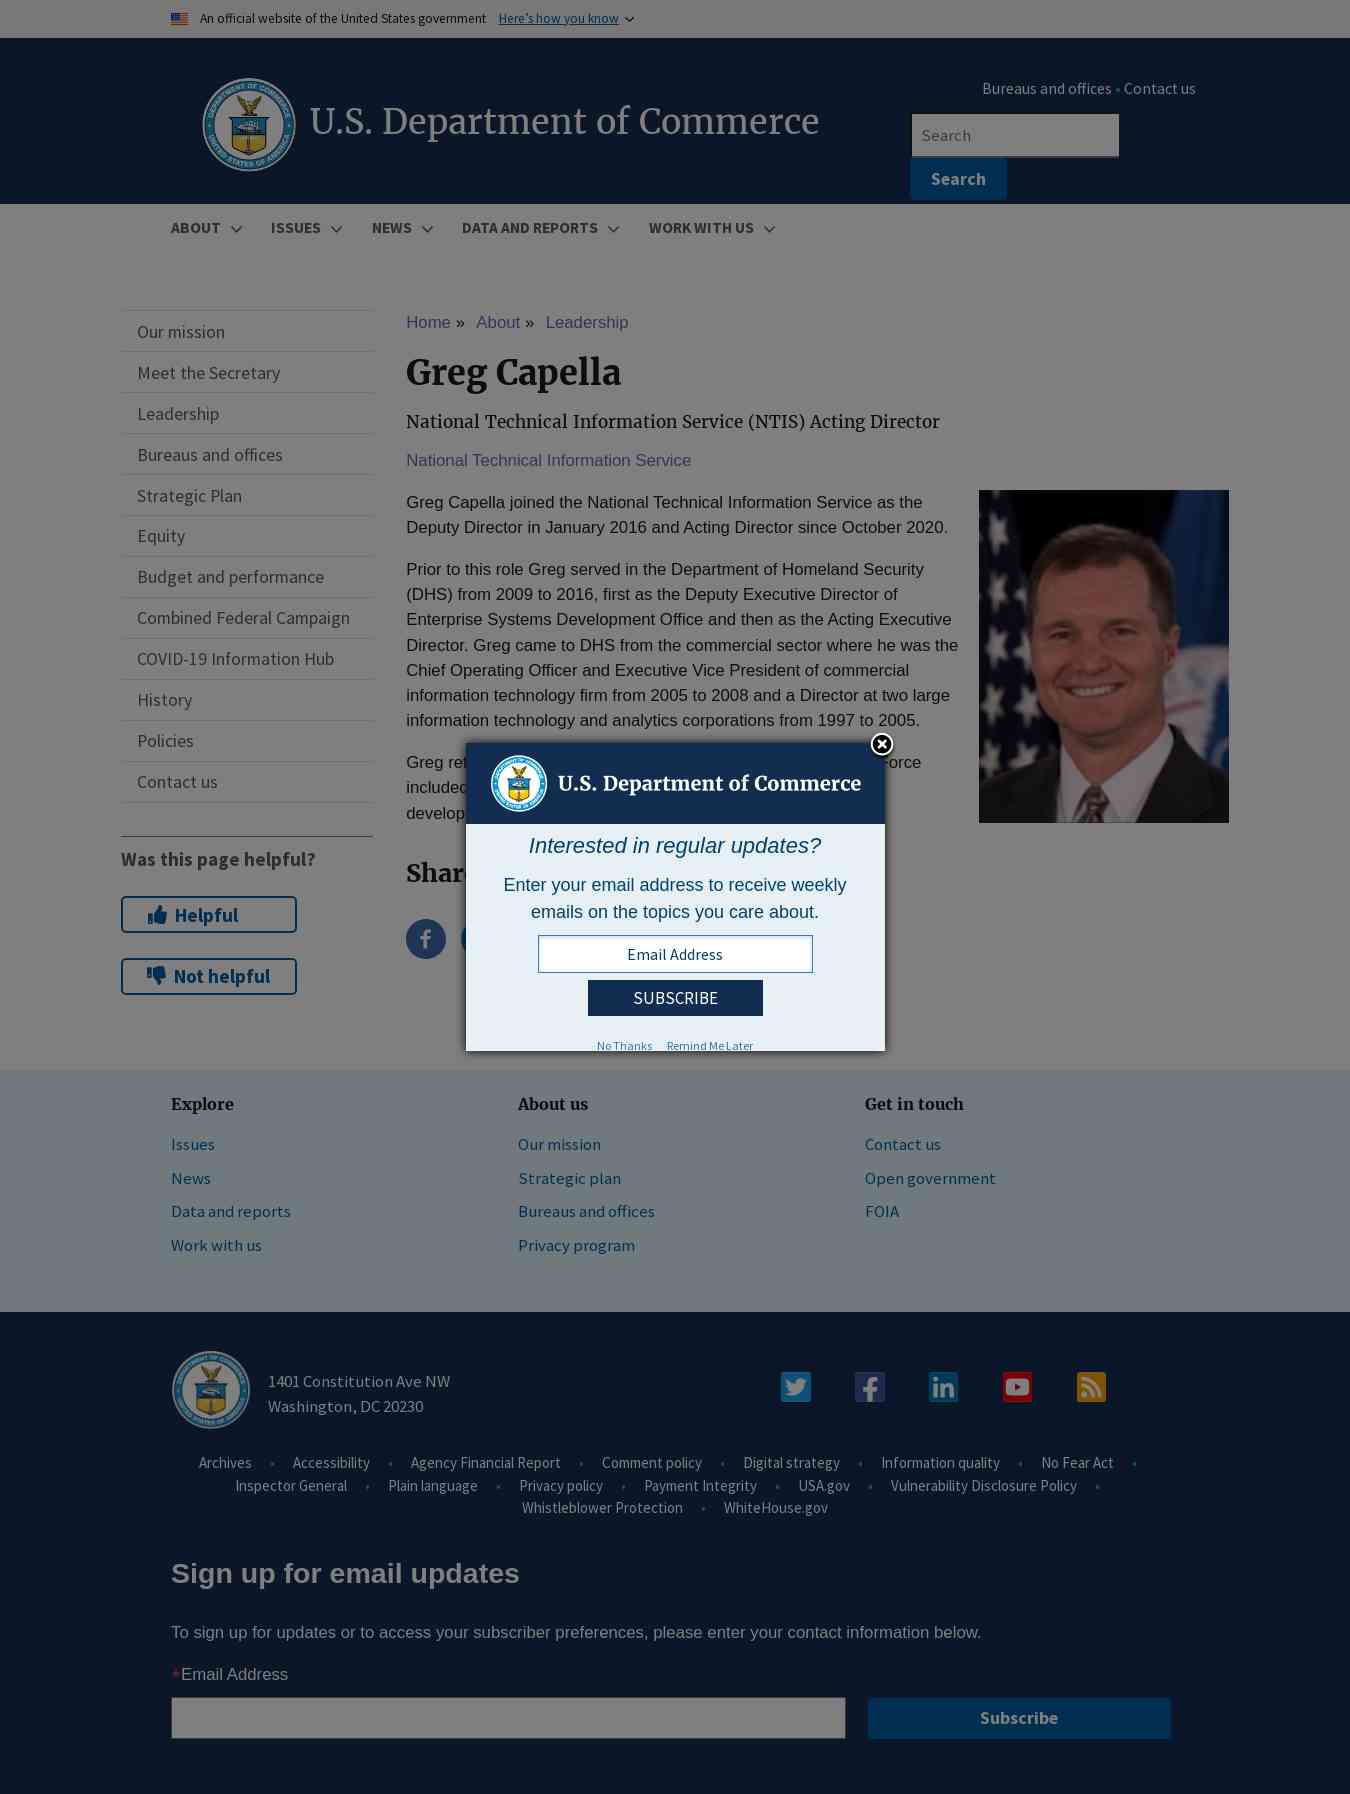 An official website of the United States government Here's how you know
U.S. Department of Commerce
Bureaus and offices • Contact us
Search
Search
ABOUT ISSUES NEWS DATA AND REPORTS WORK WITH US
Our mission
Meet the Secretary
Leadership
Bureaus and offices
Strategic Plan
Equity
Budget and performance
Combined Federal Campaign
COVID-19 Information Hub
History
Policies
Contact us
Was this page helpful?
Helpful
Not helpful
Home » About » Leadership
Greg Capella
National Technical Information Service (NTIS) Acting Director
National Technical Information Service
Greg Capella joined the National Technical Information Service as the
Deputy Director in January 2016 and Acting Director since October 2020.
Prior to this role Greg served in the Department of Homeland Security
(DHS) from 2009 to 2016, first as the Deputy Executive Director of
Enterprise Systems Development Office and then as the Acting Executive
Director. Greg came to DHS from the commercial sector where he was the
Chief Operating Officer and Executive Vice President of commercial
information technology firm from 2005 to 2008 and a Director at two large
information technology and analytics corporations from 1997 to 2005.
Greg
included
develop
Share
U.S. Department of Commerce
Interested in regular updates?
Enter your email address to receive weekly
emails on the topics you care about.
Email Address
SUBSCRIBE
No Thanks Remind Me Later
Explore
Issues
News
Data and reports
Work with us
About us
Our mission
Strategic plan
Bureaus and offices
Privacy program
Get in touch
Contact us
Open government
FOIA
1401 Constitution Ave NW
Washington, DC 20230
Archives • Accessibility • Agency Financial Report • Comment policy • Digital strategy • Information quality • No Fear Act •
Inspector General • Plain language • Privacy policy • Payment Integrity • USA.gov • Vulnerability Disclosure Policy •
Whistleblower Protection • WhiteHouse.gov
Sign up for email updates
To sign up for updates or to access your subscriber preferences, please enter your contact information below.
*Email Address
Subscribe